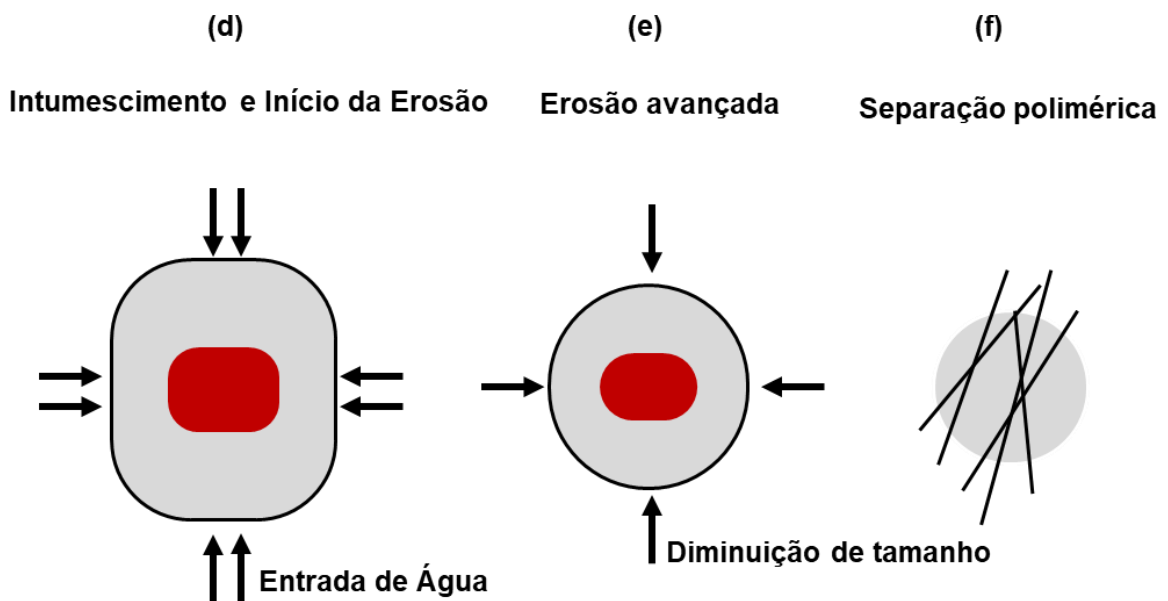 (d)
(e)
(f)
Intumescimento e Início da Erosão
Erosão avançada
Separação polimérica
Diminuição de tamanho
Entrada de Água